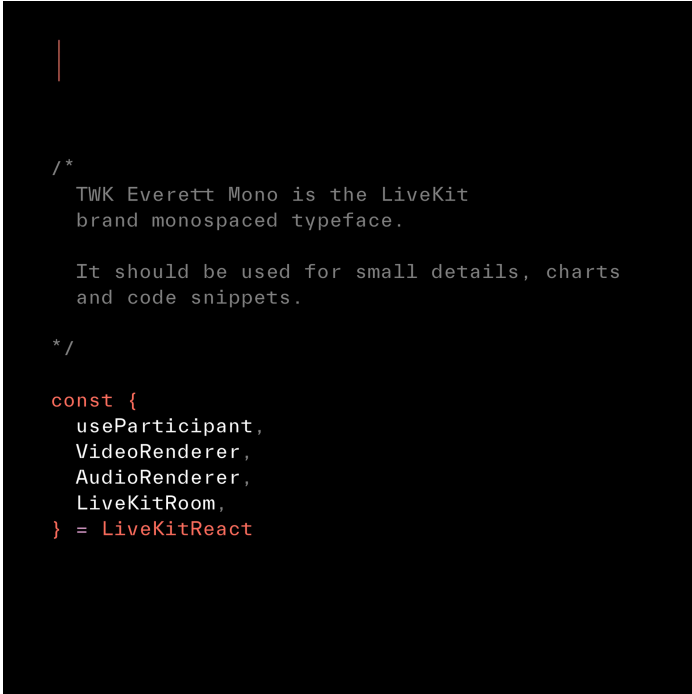 /*
TWK Everett Mono is the LiveKit
brand monospaced typeface.
It should be used for small details, charts
and code snippets.
*/
const {
useParticipant,
VideoRenderer,
AudioRenderer,
LiveKitRoom,
} = LiveKitReact